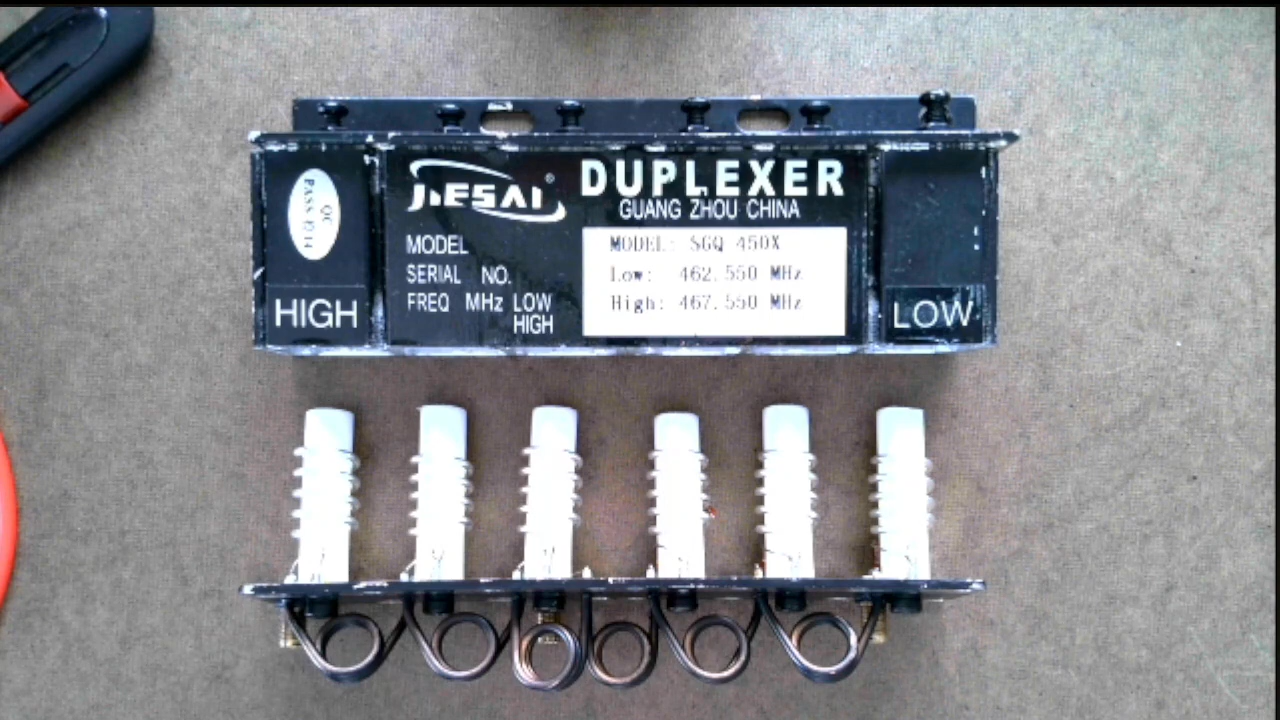 JIESAI®
DUPLEXER
GUANG ZHOU CHINA
QC
PASS
MODEL
SERIAL NO.
FREQ MHz LOW
HIGH
MODEL: SGQ-450X
Low: 462.550 MHz
High: 467.550 MHz
HIGH
LOW